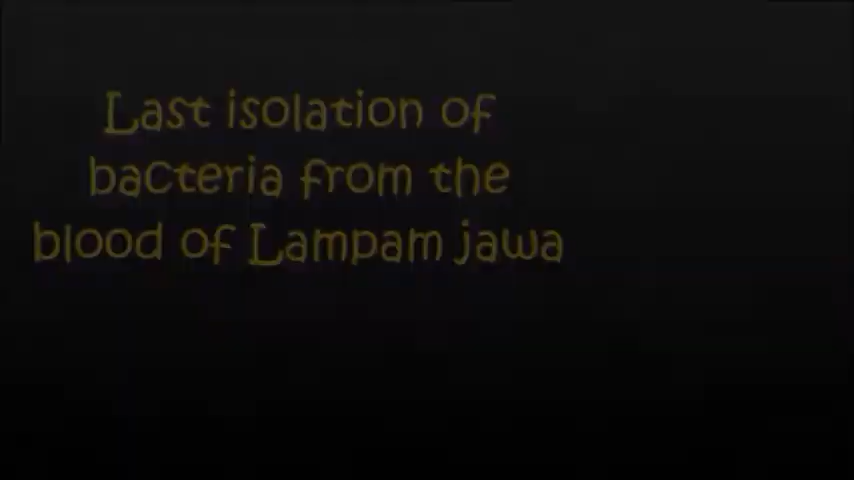 Last isolation of
bacteria from the
blood of Lampam jawa